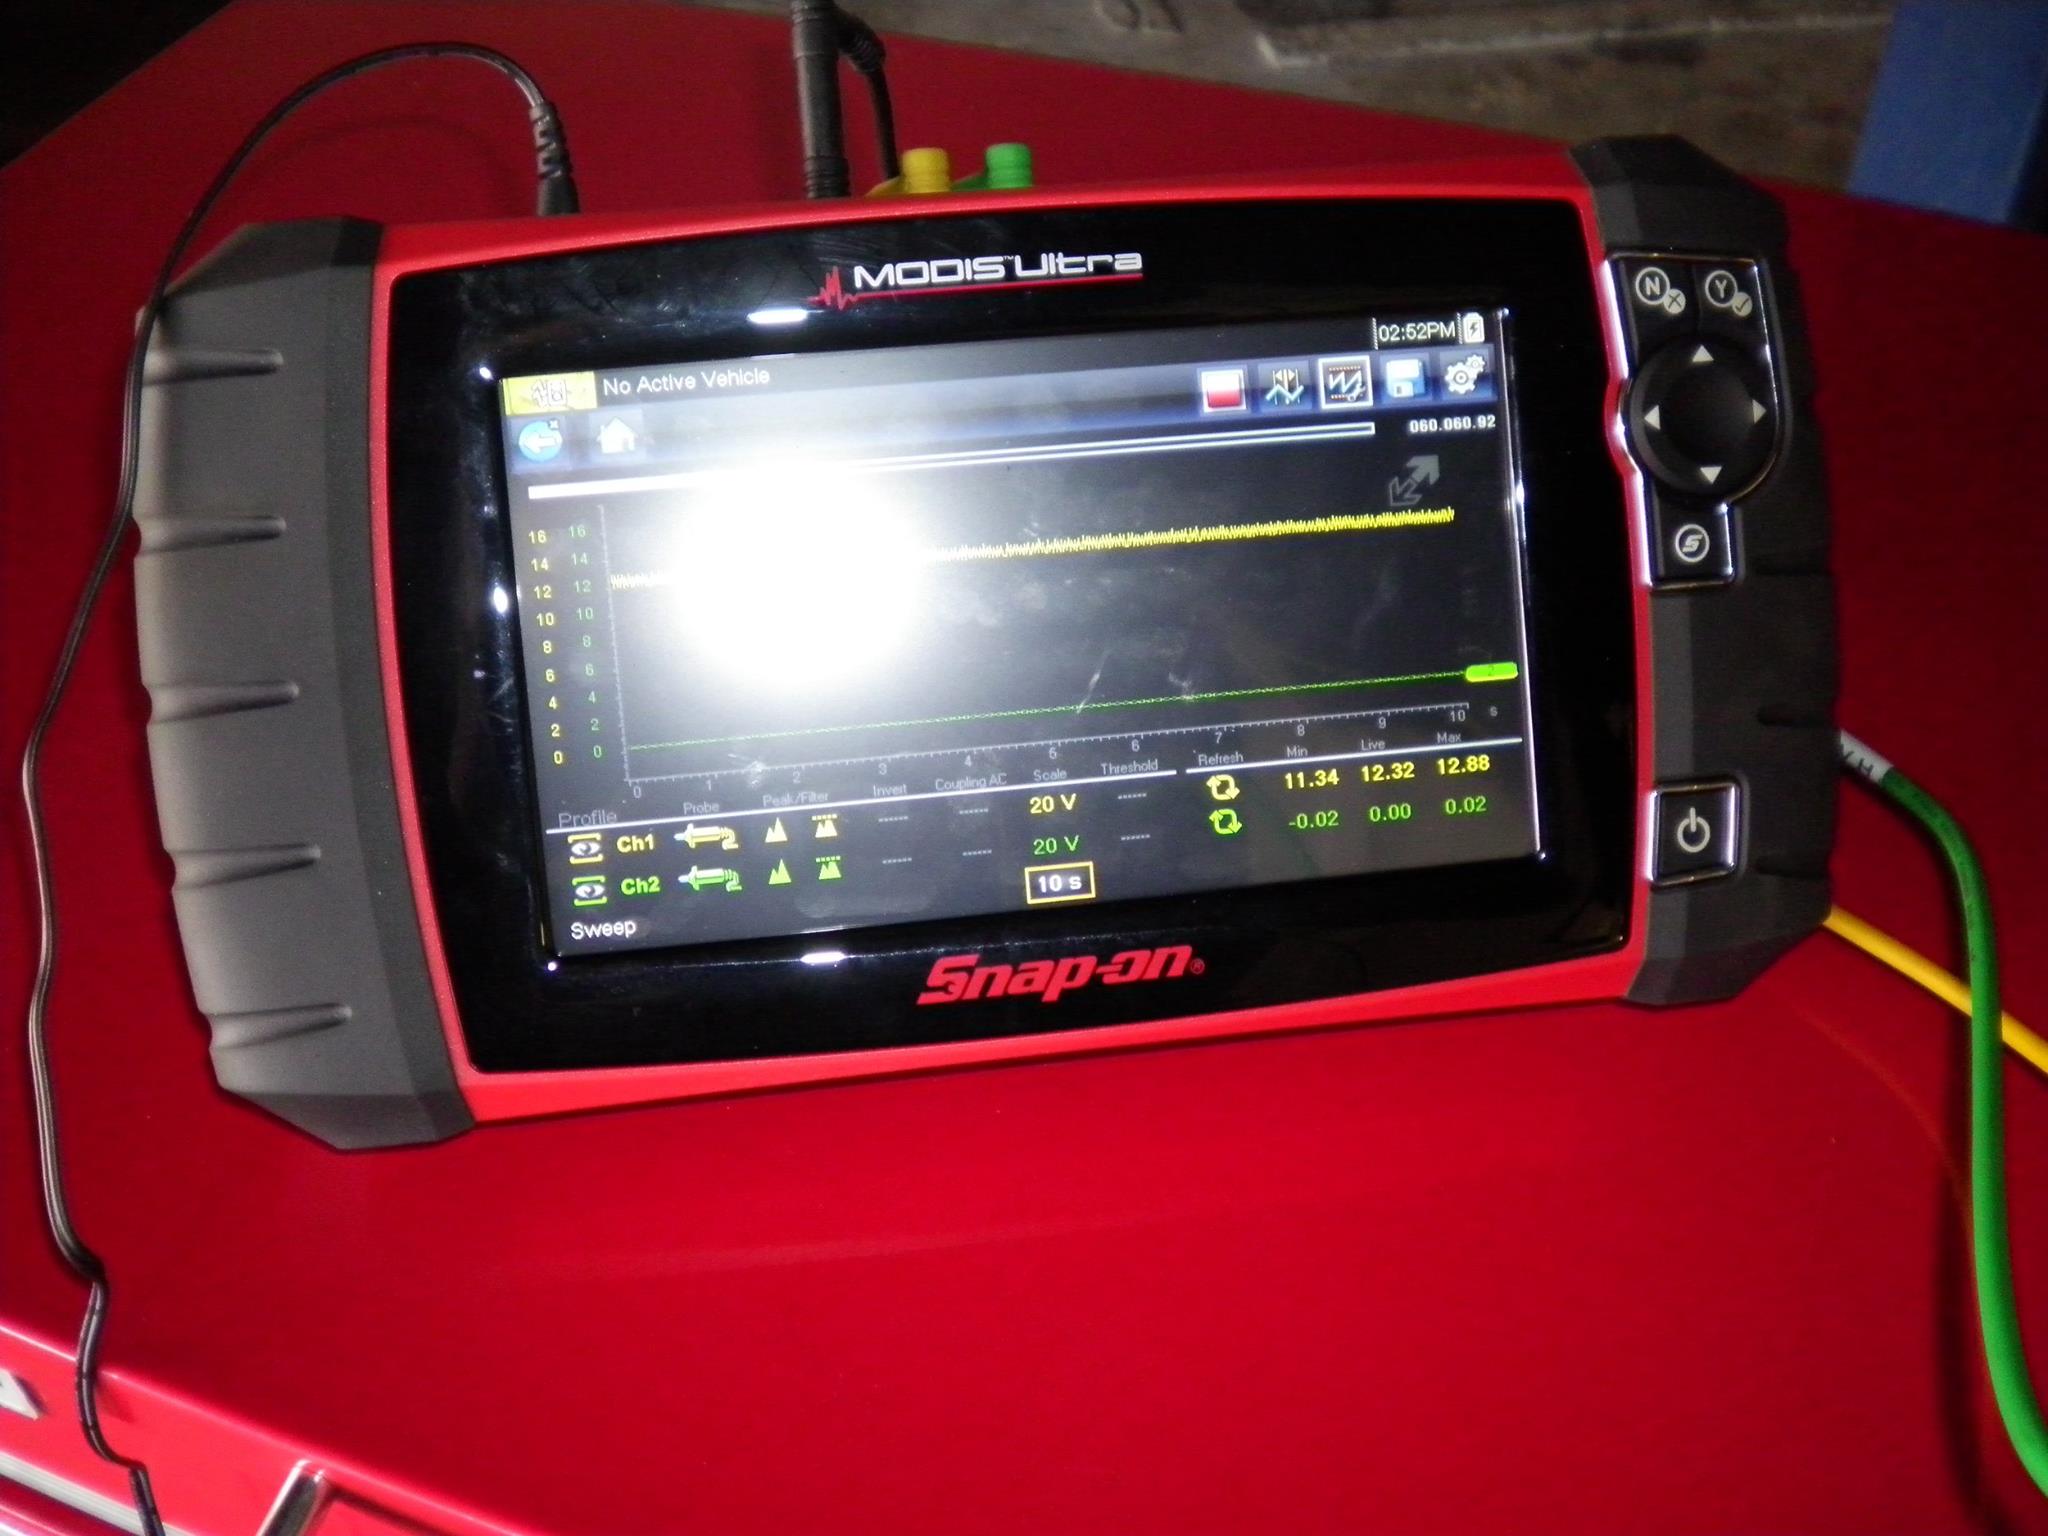 MODIS™ Ultra
02:52PM
No Active Vehicle
060.060.92
16 16
14 14
12 12
10 10
8 8
6 6
4 4
2 2
0 0
2
0 1 2 3 4 5 6 7 8 9 10 s
Profile Probe Peak/Filter Invert Coupling AC Scale Threshold Refresh Min Live Max
Ch1 ----- ----- 20 V ----- 11.34 12.32 12.88
Ch2 ----- ----- 20 V ----- -0.02 0.00 0.02
10 s
Sweep
Snap-on®
N
Y
S